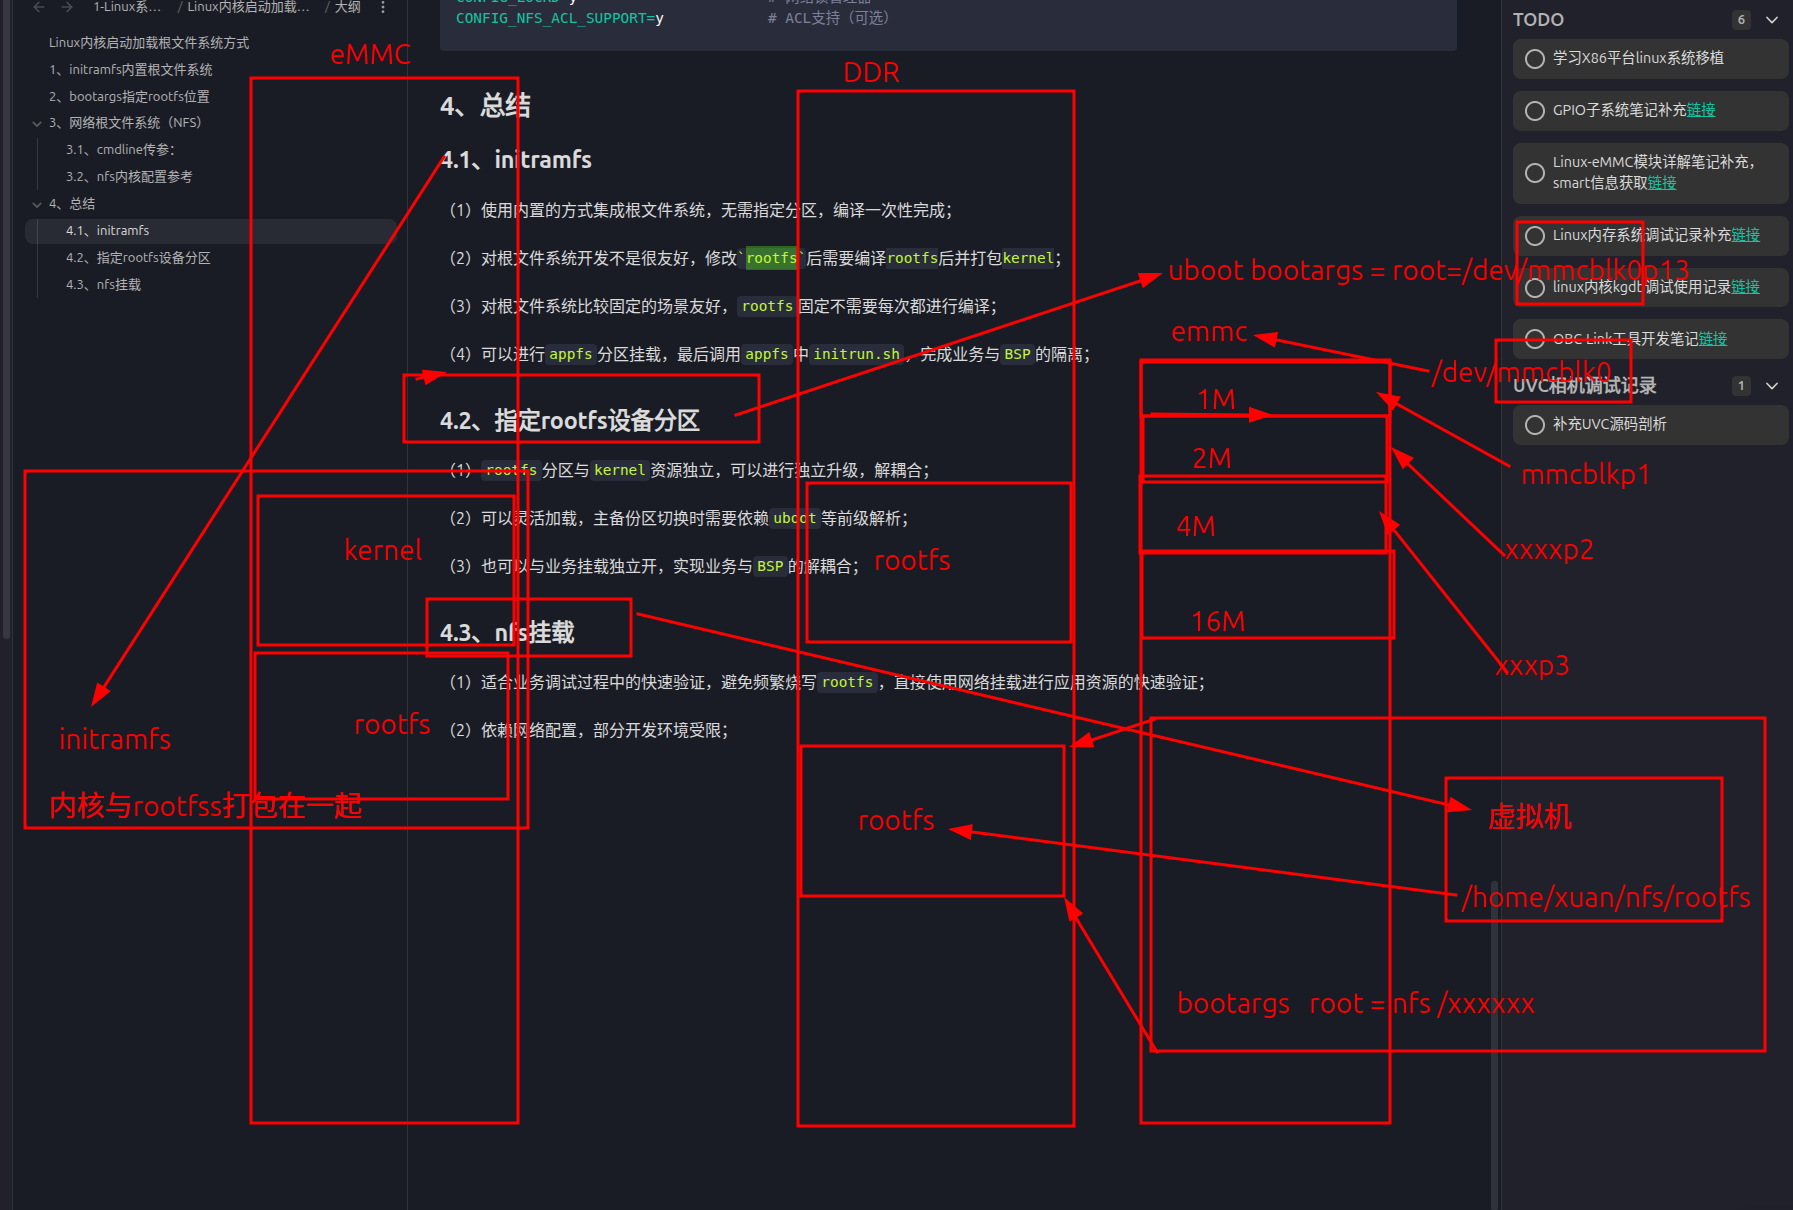 1-Linux系... / Linux内核启动加载... / 大纲
Linux内核启动加载根文件系统方式
1、initramfs内置根文件系统
2、bootargs指定rootfs位置
3、网络根文件系统（NFS）
3.1、cmdline传参：
3.2、nfs内核配置参考
4、总结
4.1、initramfs
4.2、指定rootfs设备分区
4.3、nfs挂载
CONFIG_NFS_ACL_SUPPORT=y # ACL支持（可选）
4、总结
4.1、initramfs
（1）使用内置的方式集成根文件系统，无需指定分区，编译一次性完成；
（2）对根文件系统开发不是很友好，修改`rootfs`后需要编译rootfs后并打包kernel；
（3）对根文件系统比较固定的场景友好，rootfs固定不需要每次都进行编译；
（4）可以进行appfs分区挂载，最后调用appfs中initrun.sh，完成业务与BSP的隔离；
4.2、指定rootfs设备分区
（1）rootfs分区与kernel资源独立，可以进行独立升级，解耦合；
（2）可以灵活加载，主备份区切换时需要依赖uboot等前级解析；
（3）也可以与业务挂载独立开，实现业务与BSP的解耦合；
4.3、nfs挂载
（1）适合业务调试过程中的快速验证，避免频繁烧写rootfs，直接使用网络挂载进行应用资源的快速验证；
（2）依赖网络配置，部分开发环境受限；
eMMC
kernel
rootfs
initramfs
内核与rootfss打包在一起
DDR
rootfs
rootfs
uboot bootargs = root=/dev/mmcblk0p13
emmc
/dev/mmcblk0
1M
2M
4M
16M
mmcblkp1
xxxxp2
xxxp3
虚拟机
/home/xuan/nfs/rootfs
bootargs root = nfs /xxxxxx
TODO 6
学习X86平台linux系统移植
GPIO子系统笔记补充链接
Linux-eMMC模块详解笔记补充，
smart信息获取链接
Linux内存系统调试记录补充链接
linux内核kgdb调试使用记录链接
OBC Link工具开发笔记链接
UVC相机调试记录 1
补充UVC源码剖析